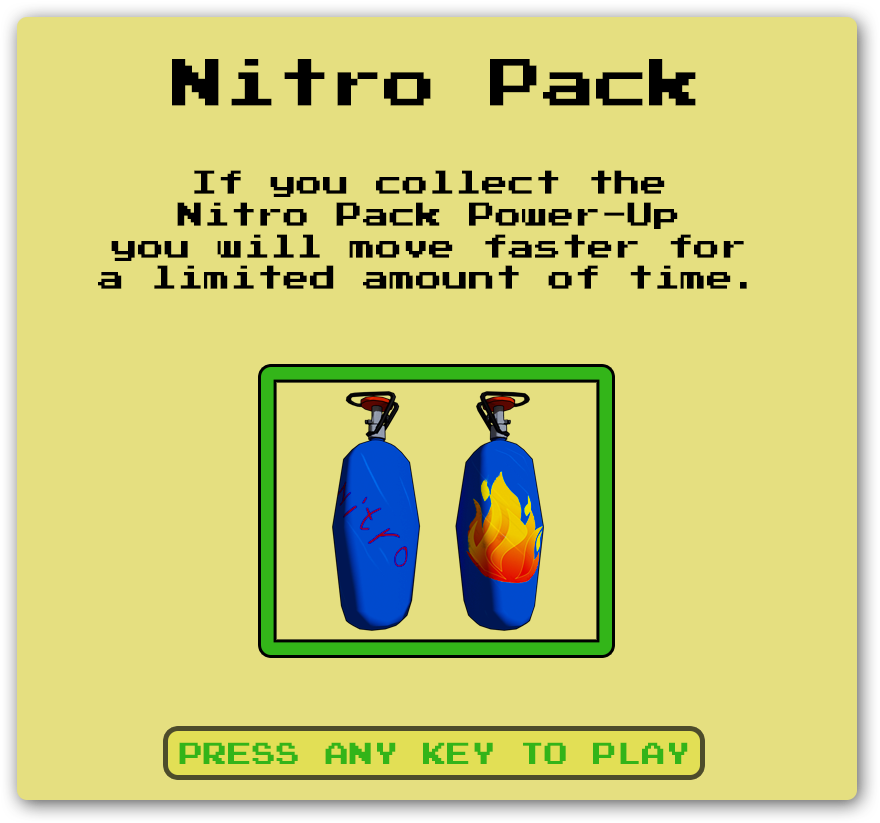 Nitro Pack
If you collect the
Nitro Pack Power-Up
you will move faster for
a limited amount of time.
Nitro
PRESS ANY KEY TO PLAY